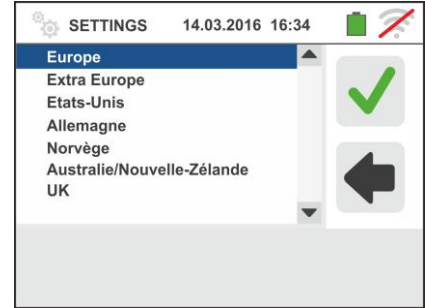 SETTINGS 14.03.2016 16:34
Europe
Extra Europe
Etats-Unis
Allemagne
Norvège
Australie/Nouvelle-Zélande
UK